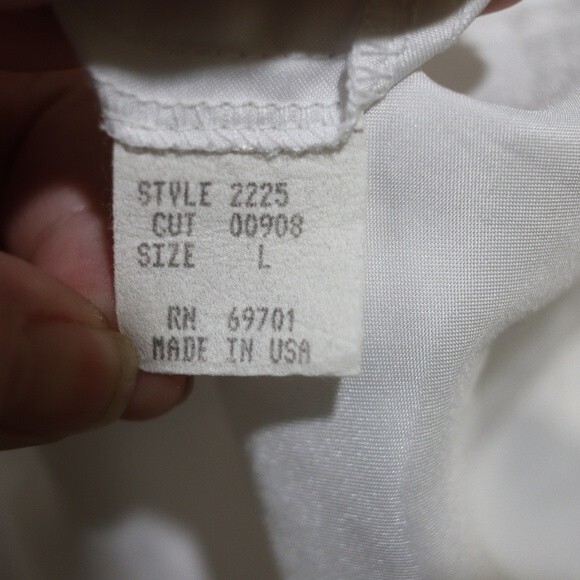 STYLE 2225
CUT 00908
SIZE L
RN 69701
MADE IN USA